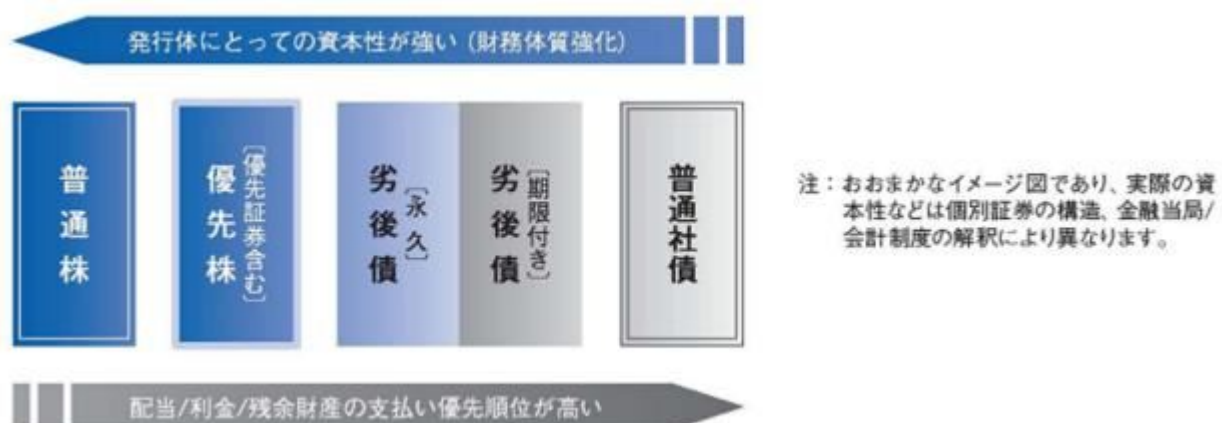 発行体にとっての資本性が強い（財務体質強化）
普通株
優先株
［優先証券含む］
劣後債
［永久］
劣後債
［期限付き］
普通社債
注：おおまかなイメージ図であり、実際の資
本性などは個別証券の構造、金融当局/
会計制度の解釈により異なります。
配当/利金/残余財産の支払い優先順位が高い